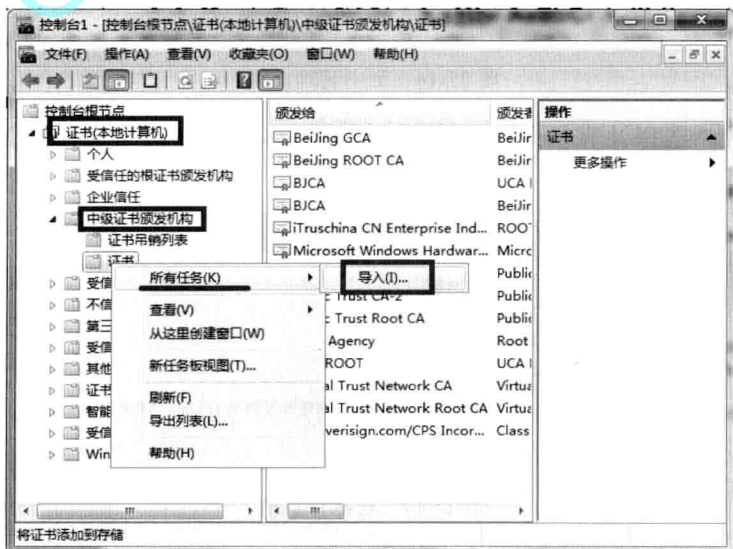 控制台1 - [控制台根节点\证书(本地计算机)\中级证书颁发机构\证书]
文件(F) 操作(A) 查看(V) 收藏夹(O) 窗口(W) 帮助(H)
控制台根节点
证书(本地计算机)
个人
受信任的根证书颁发机构
企业信任
中级证书颁发机构
证书吊销列表
证书
受信
不信
第三
受信
其他
证书
智能
受信
Win
颁发给
颁发者
BeiJing GCA
BeiJir
BeiJing ROOT CA
BeiJir
BJCA
UCA
BJCA
BeiJir
iTruschina CN Enterprise Ind...
ROO
Microsoft Windows Hardwar...
Micro
Public
Trust CA-2
Public
Trust Root CA
Public
Agency
Root
ROOT
UCA
al Trust Network CA
Virtua
al Trust Network Root CA
Virtua
verisign.com/CPS Incor...
Class
操作
证书
更多操作
所有任务(K)
查看(V)
从这里创建窗口(W)
新任务板视图(T)...
刷新(F)
导出列表(L)...
帮助(H)
导入(I)...
将证书添加到存储